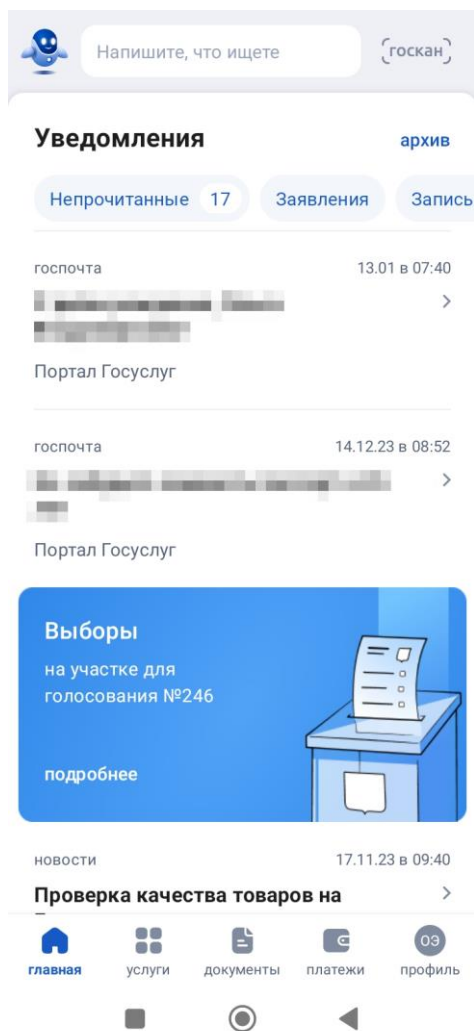 Напишите, что ищете
госкан
Уведомления
архив
Непрочитанные 17 Заявления Запись
госпочта 13.01 в 07:40
Портал Госуслуг
госпочта 14.12.23 в 08:52
Портал Госуслуг
Выборы
на участке для
голосования №246
подробнее
новости 17.11.23 в 09:40
Проверка качества товаров на
главная услуги документы платежи ОЭ профиль